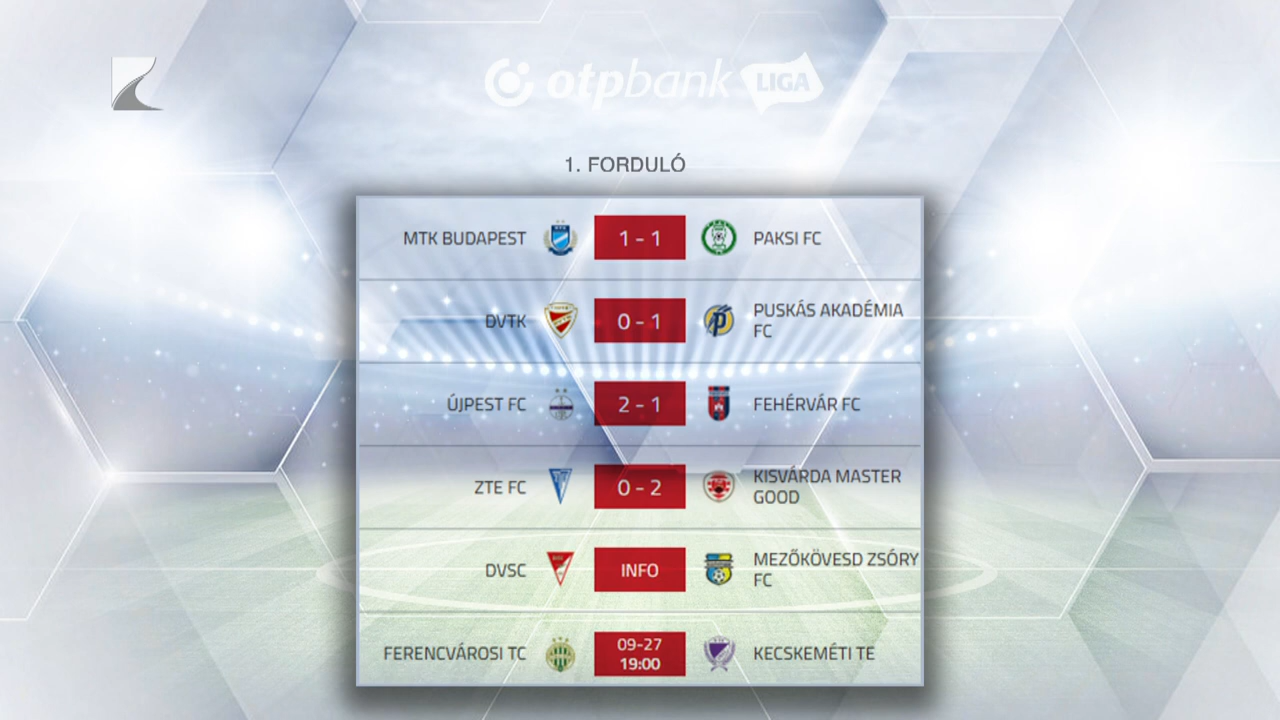 otpbank LIGA
1. FORDULÓ
MTK BUDAPEST 1 - 1 PAKSI FC
DVTK 0 - 1 PUSKÁS AKADÉMIA
FC
ÚJPEST FC 2 - 1 FEHÉRVÁR FC
ZTE FC 0 - 2 KISVÁRDA MASTER
GOOD
DVSC INFO MEZŐKÖVESD ZSÓRY
FC
FERENCVÁROSI TC 09-27 KECSKEMÉTI TE
19:00